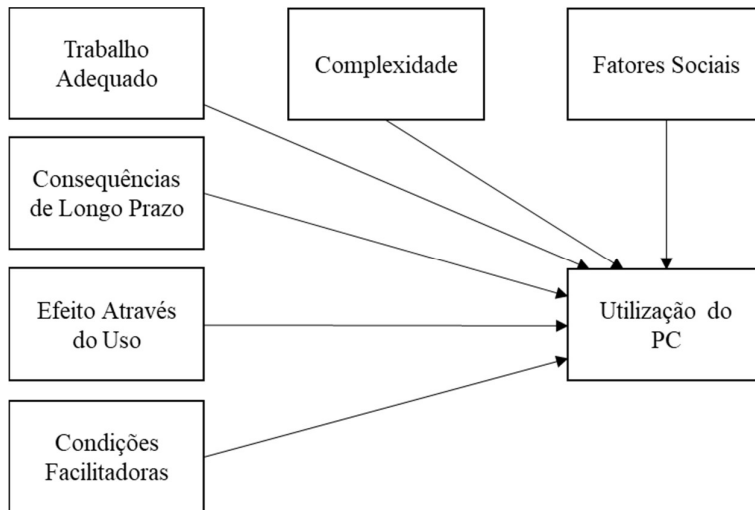 Trabalho
Adequado
Complexidade
Fatores Sociais
Consequências
de Longo Prazo
Efeito Através
do Uso
Utilização do
PC
Condições
Facilitadoras